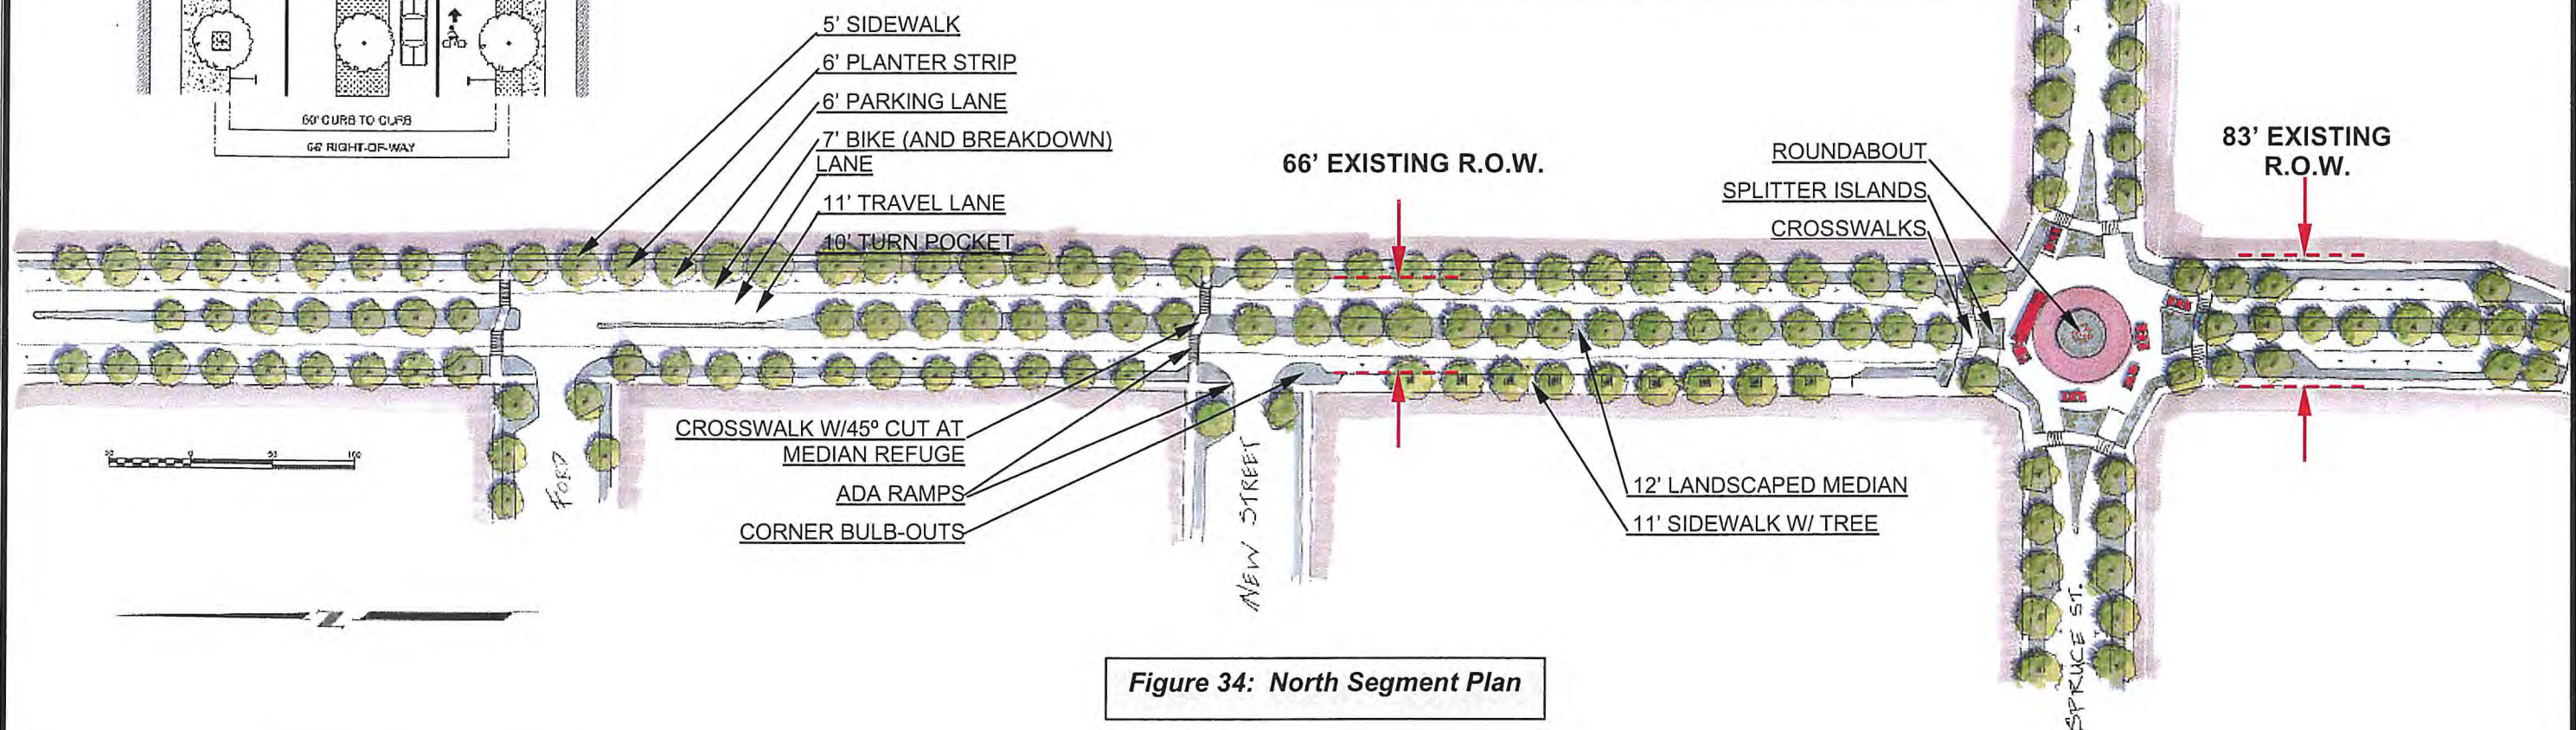 60' CURB TO CURB
66' RIGHT-OF-WAY
5' SIDEWALK
6' PLANTER STRIP
6' PARKING LANE
7' BIKE (AND BREAKDOWN)
LANE
11' TRAVEL LANE
10' TURN POCKET
66' EXISTING R.O.W.
ROUNDABOUT
SPLITTER ISLANDS
CROSSWALKS
83' EXISTING
R.O.W.
CROSSWALK W/45º CUT AT
MEDIAN REFUGE
ADA RAMPS
CORNER BULB-OUTS
12' LANDSCAPED MEDIAN
11' SIDEWALK W/ TREE
0 50 100
FORD
NEW STREET
SPRUCE ST.
Z
Figure 34: North Segment Plan